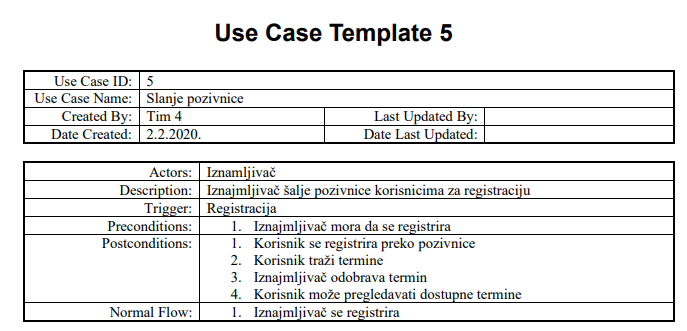 Use Case Template 5
Use Case ID: 5
Use Case Name: Slanje pozivnice
Created By: Tim 4 Last Updated By:
Date Created: 2.2.2020. Date Last Updated:
Actors: Iznamljivač
Description: Iznajmljivač šalje pozivnice korisnicima za registraciju
Trigger: Registracija
Preconditions: 1. Iznajmljivač mora da se registrira
Postconditions: 1. Korisnik se registrira preko pozivnice
2. Korisnik traži termine
3. Iznajmljivač odobrava termin
4. Korisnik može pregledavati dostupne termine
Normal Flow: 1. Iznajmljivač se registrira